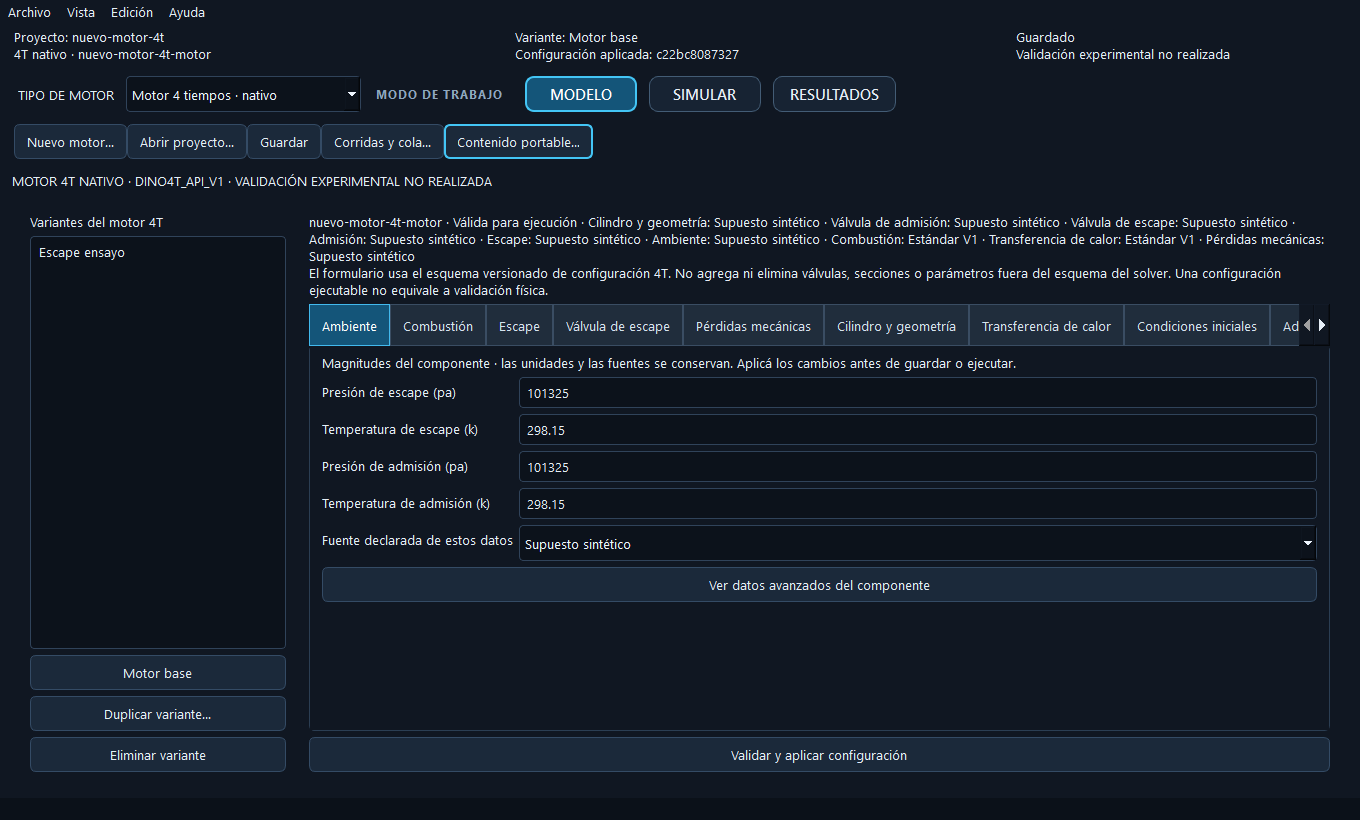 Archivo Vista Edición Ayuda
Proyecto: nuevo-motor-4t Variante: Motor base Guardado
4T nativo · nuevo-motor-4t-motor Configuración aplicada: c22bc8087327 Validación experimental no realizada
TIPO DE MOTOR Motor 4 tiempos · nativo MODO DE TRABAJO MODELO SIMULAR RESULTADOS
Nuevo motor... Abrir proyecto... Guardar Corridas y cola... Contenido portable...
MOTOR 4T NATIVO · DINO4T_API_V1 · VALIDACIÓN EXPERIMENTAL NO REALIZADA
Variantes del motor 4T
Escape ensayo
Motor base
Duplicar variante...
Eliminar variante
nuevo-motor-4t-motor · Válida para ejecución · Cilindro y geometría: Supuesto sintético · Válvula de admisión: Supuesto sintético · Válvula de escape: Supuesto sintético ·
Admisión: Supuesto sintético · Escape: Supuesto sintético · Ambiente: Supuesto sintético · Combustión: Estándar V1 · Transferencia de calor: Estándar V1 · Pérdidas mecánicas:
Supuesto sintético
El formulario usa el esquema versionado de configuración 4T. No agrega ni elimina válvulas, secciones o parámetros fuera del esquema del solver. Una configuración
ejecutable no equivale a validación física.
Ambiente Combustión Escape Válvula de escape Pérdidas mecánicas Cilindro y geometría Transferencia de calor Condiciones iniciales Ad
Magnitudes del componente · las unidades y las fuentes se conservan. Aplicá los cambios antes de guardar o ejecutar.
Presión de escape (pa) 101325
Temperatura de escape (k) 298.15
Presión de admisión (pa) 101325
Temperatura de admisión (k) 298.15
Fuente declarada de estos datos Supuesto sintético
Ver datos avanzados del componente
Validar y aplicar configuración